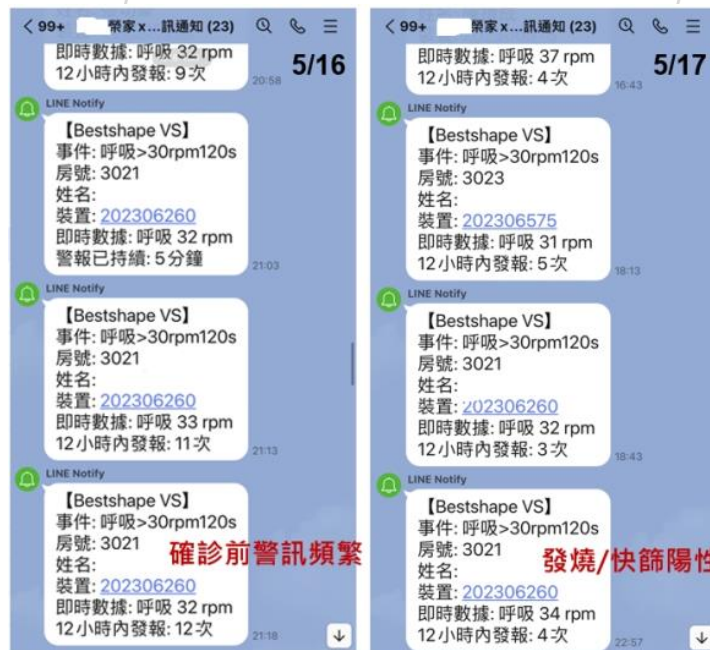 < 99+ 榮家x...訊通知 (23)
5/16
即時數據: 呼吸 32 rpm
12小時內發報: 9次
20:58
LINE Notify
【Bestshape VS】
事件: 呼吸>30rpm120s
房號: 3021
姓名:
裝置: 202306260
即時數據: 呼吸 32 rpm
警報已持續: 5分鐘
21:03
LINE Notify
【Bestshape VS】
事件: 呼吸>30rpm120s
房號: 3021
姓名:
裝置: 202306260
即時數據: 呼吸 33 rpm
12小時內發報: 11次
21:13
LINE Notify
【Bestshape VS】
事件: 呼吸>30rpm120s
房號: 3021
確診前警訊頻繁
姓名:
裝置: 202306260
即時數據: 呼吸 32 rpm
12小時內發報: 12次
21:18
< 99+ 榮家x...訊通知 (23)
5/17
即時數據: 呼吸 37 rpm
12小時內發報: 4次
16:43
LINE Notify
【Bestshape VS】
事件: 呼吸>30rpm120s
房號: 3023
姓名:
裝置: 202306575
即時數據: 呼吸 31 rpm
12小時內發報: 5次
18:13
LINE Notify
【Bestshape VS】
事件: 呼吸>30rpm120s
房號: 3021
姓名:
裝置: 202306260
即時數據: 呼吸 32 rpm
12小時內發報: 3次
18:43
LINE Notify
【Bestshape VS】
事件: 呼吸>30rpm120s
房號: 3021
發燒/快篩陽性
姓名:
裝置: 202306260
即時數據: 呼吸 34 rpm
12小時內發報: 4次
22:57